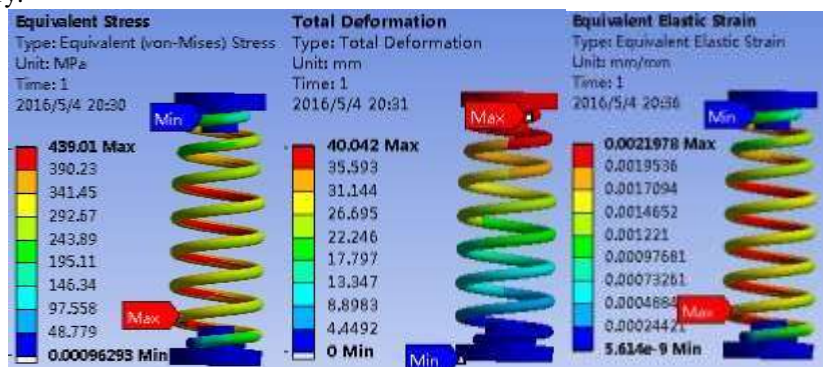 ry.
Equivalent Stress
Type: Equivalent (von-Mises) Stress
Unit: MPa
Time: 1
2016/5/4 20:30
Min
439.01 Max
390.23
341.45
292.67
243.89
195.11
146.34
97.558
48.779
0.00096293 Min
Max
Total Deformation
Type: Total Deformation
Unit: mm
Time: 1
2016/5/4 20:31
Max
40.042 Max
35.593
31.144
26.695
22.246
17.797
13.347
8.8983
4.4492
0 Min
Min
Equivalent Elastic Strain
Type: Equivalent Elastic Strain
Unit: mm/mm
Time: 1
2016/5/4 20:36
Min
0.0021978 Max
0.0019536
0.0017094
0.0014652
0.001221
0.00097681
0.00073261
0.0004884
0.00024421
Max